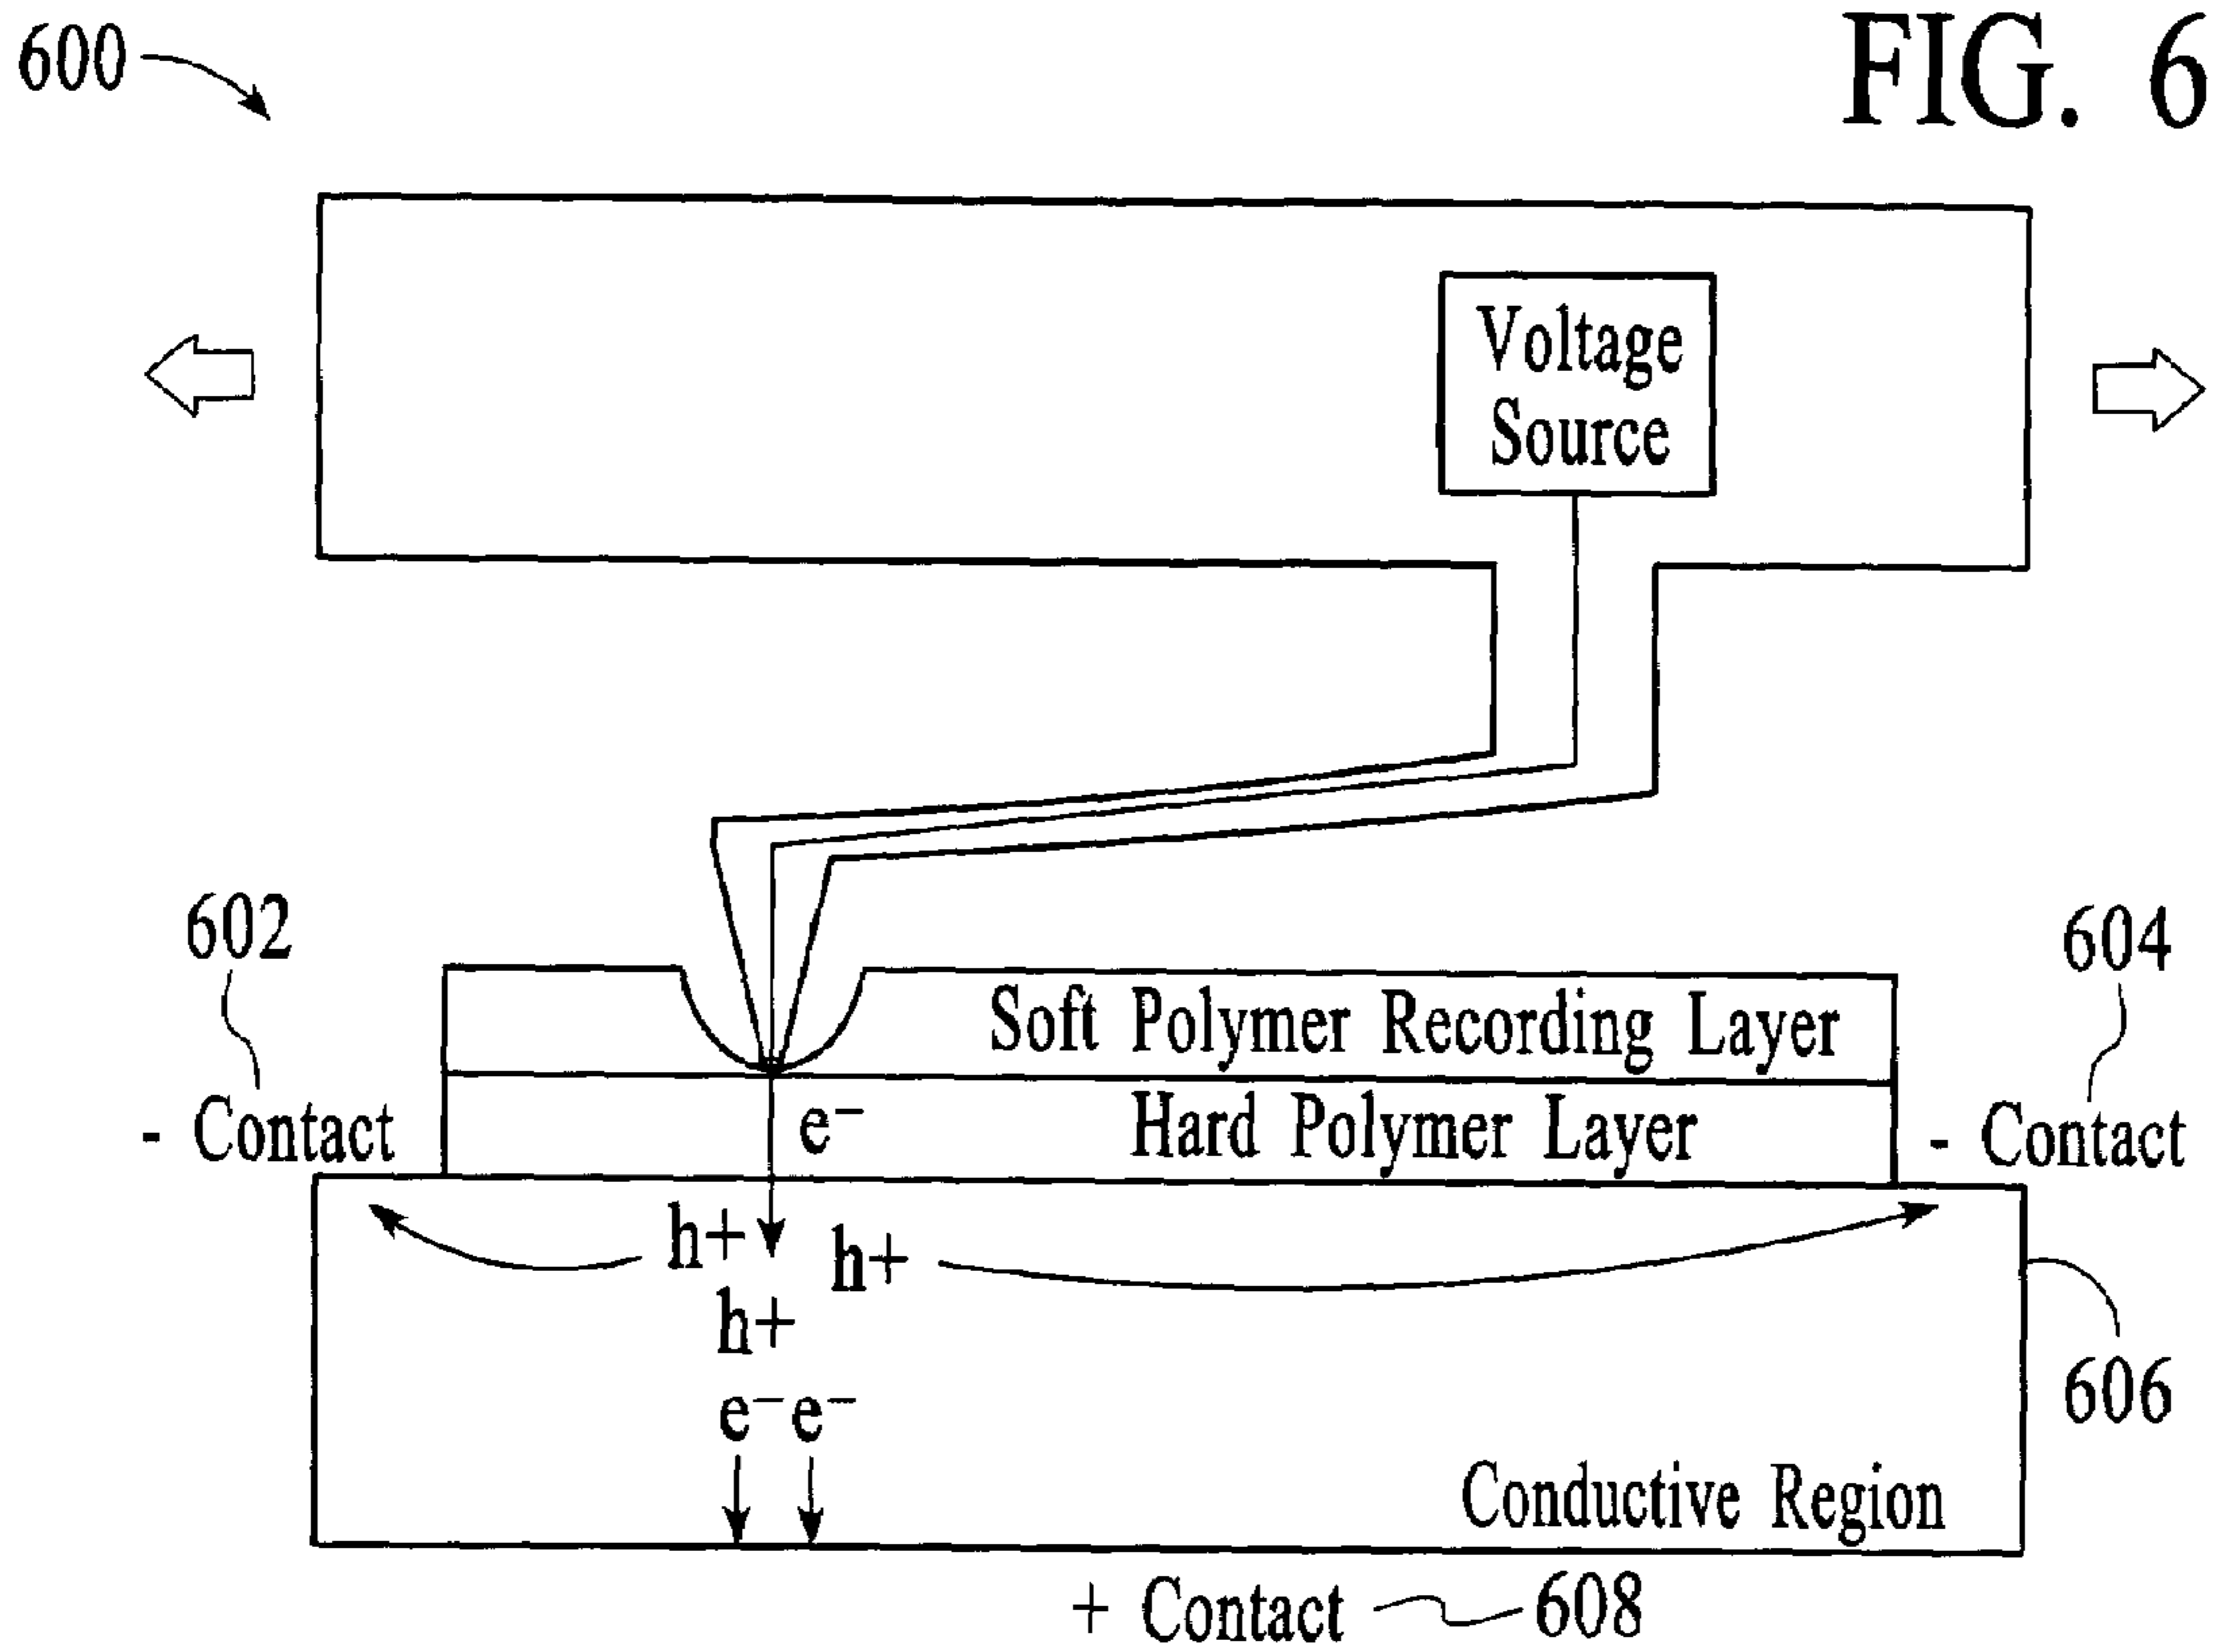 600
FIG. 6
Voltage
Source
602
604
Soft Polymer Recording Layer
- Contact
e⁻
Hard Polymer Layer
- Contact
h+
h+
h+
e⁻ e⁻
606
Conductive Region
+ Contact
608